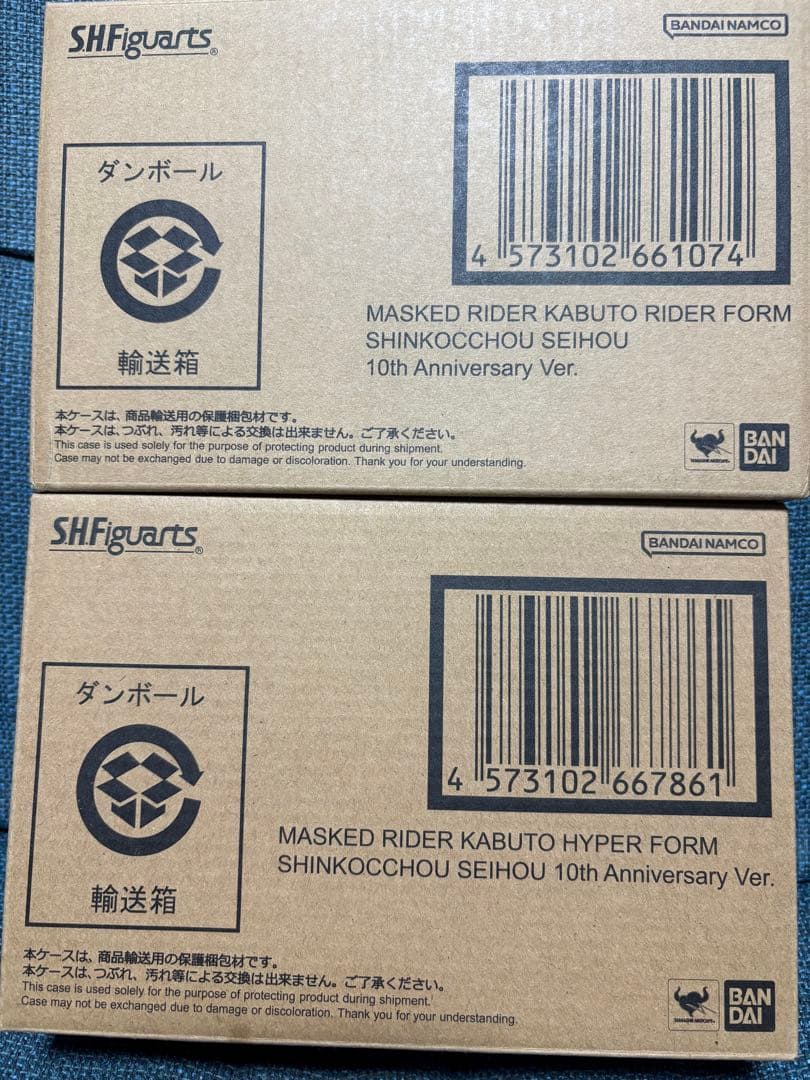 S.H.Figuarts®
BANDAI NAMCO
ダンボール
輸送箱
4 573102 661074
MASKED RIDER KABUTO RIDER FORM
SHINKOCCHOU SEIHOU
10th Anniversary Ver.
本ケースは、商品輸送用の保護梱包材です。
本ケースは、つぶれ、汚れ等による交換は出来ません。ご了承ください。
This case is used solely for the purpose of protecting product during shipment.
Case may not be exchanged due to damage or discoloration. Thank you for your understanding.
BAN
DAI
S.H.Figuarts®
BANDAI NAMCO
ダンボール
輸送箱
4 573102 667861
MASKED RIDER KABUTO HYPER FORM
SHINKOCCHOU SEIHOU 10th Anniversary Ver.
本ケースは、商品輸送用の保護梱包材です。
本ケースは、つぶれ、汚れ等による交換は出来ません。ご了承ください。
This case is used solely for the purpose of protecting product during shipment.
Case may not be exchanged due to damage or discoloration. Thank you for your understanding.
BAN
DAI